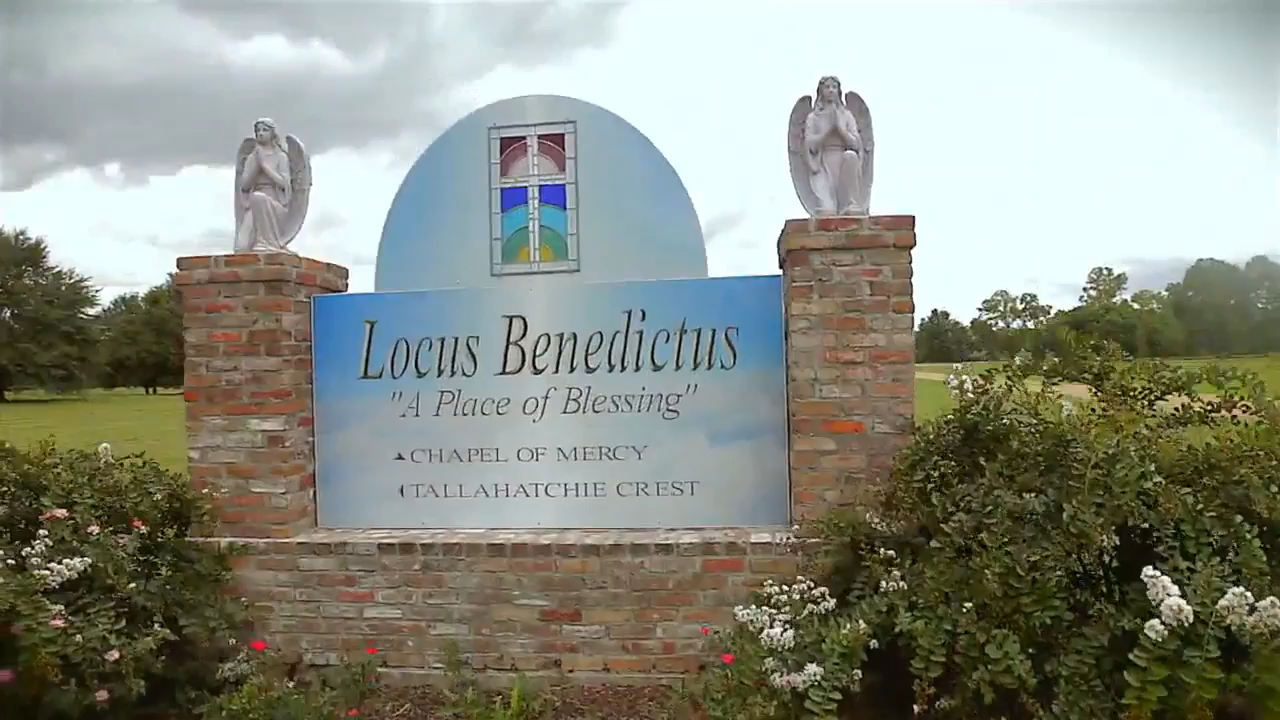 Locus Benedictus
"A Place of Blessing"
CHAPEL OF MERCY
TALLAHATCHIE CREST